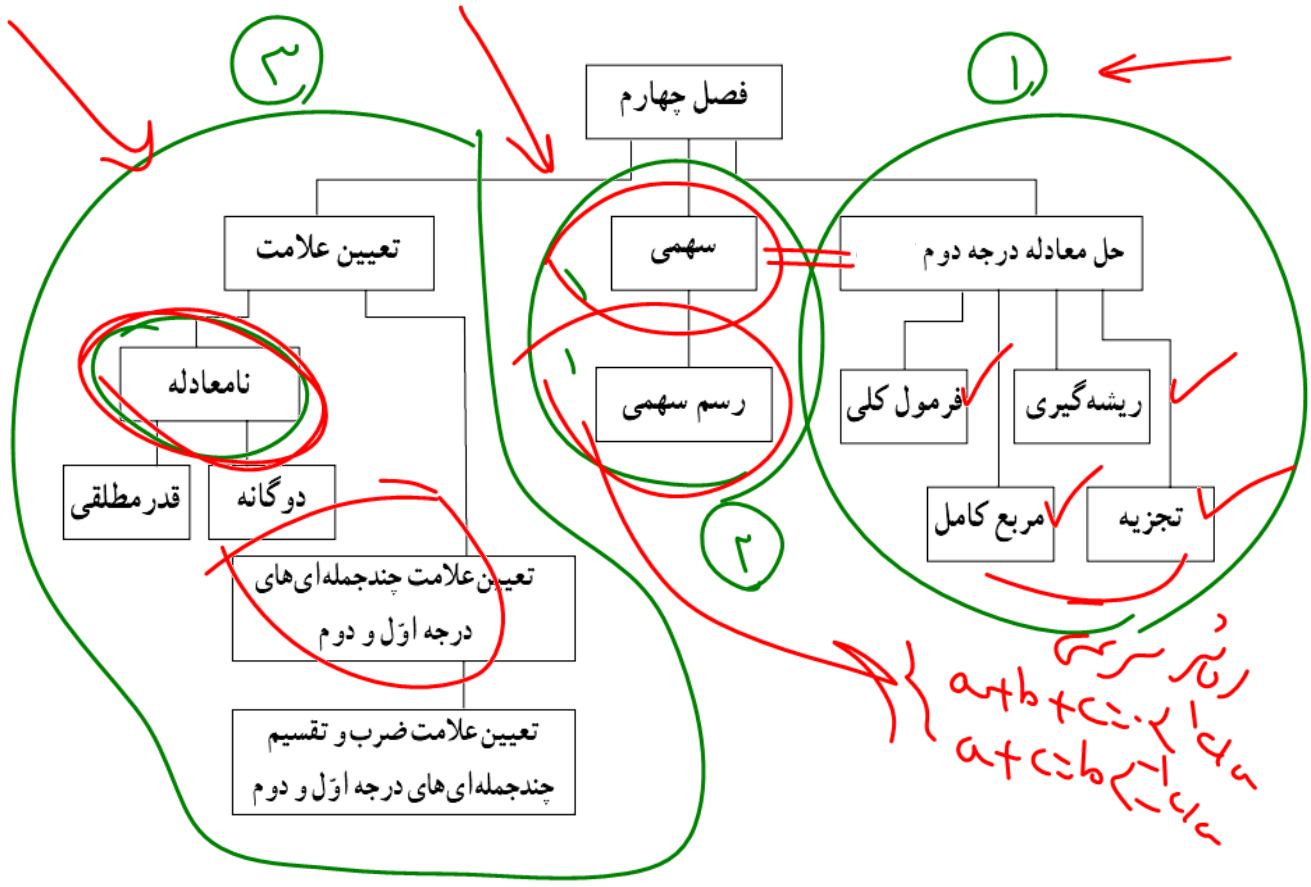 ۳
۱
فصل چهارم
حل معادله درجه دوم
سهمی
تعیین علامت
ریشه‌گیری
فرمول کلی
رسم سهمی
نامعادله
تجزیه
مربع کامل
دوگانه
قدرمطلقی
۲
تعیین علامت چندجمله‌ای‌های
درجه اوّل و دوم
تعیین علامت ضرب و تقسیم
چندجمله‌ای‌های درجه اوّل و دوم
a+b+c=۰
a+c=b